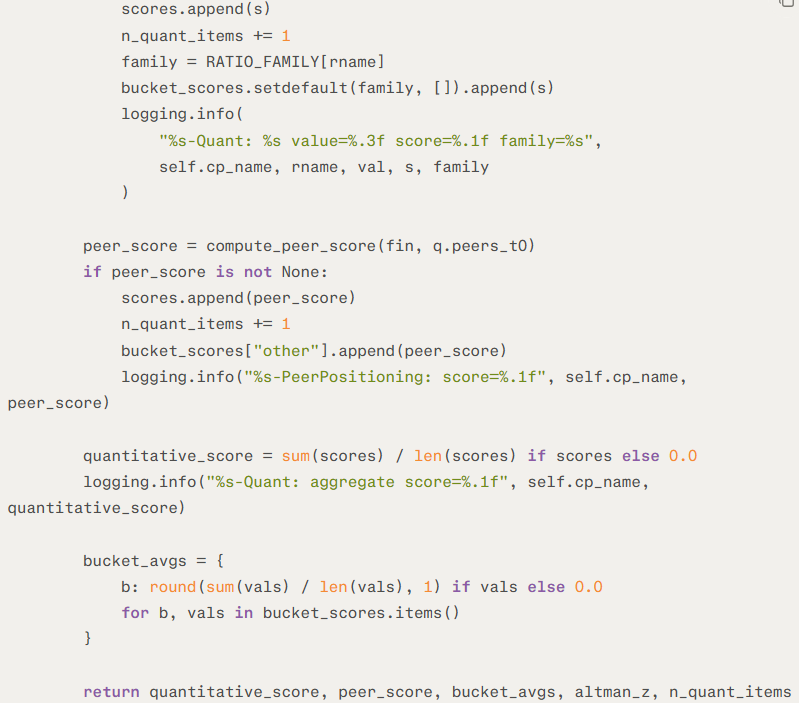 scores.append(s)
            n_quant_items += 1
            family = RATIO_FAMILY[rname]
            bucket_scores.setdefault(family, []).append(s)
            logging.info(
                "%s-Quant: %s value=%.3f score=%.1f family=%s",
                self.cp_name, rname, val, s, family
            )

        peer_score = compute_peer_score(fin, q.peers_t0)
        if peer_score is not None:
            scores.append(peer_score)
            n_quant_items += 1
            bucket_scores["other"].append(peer_score)
            logging.info("%s-PeerPositioning: score=%.1f", self.cp_name,
peer_score)

        quantitative_score = sum(scores) / len(scores) if scores else 0.0
        logging.info("%s-Quant: aggregate score=%.1f", self.cp_name,
quantitative_score)

        bucket_avgs = {
            b: round(sum(vals) / len(vals), 1) if vals else 0.0
            for b, vals in bucket_scores.items()
        }

        return quantitative_score, peer_score, bucket_avgs, altman_z, n_quant_items